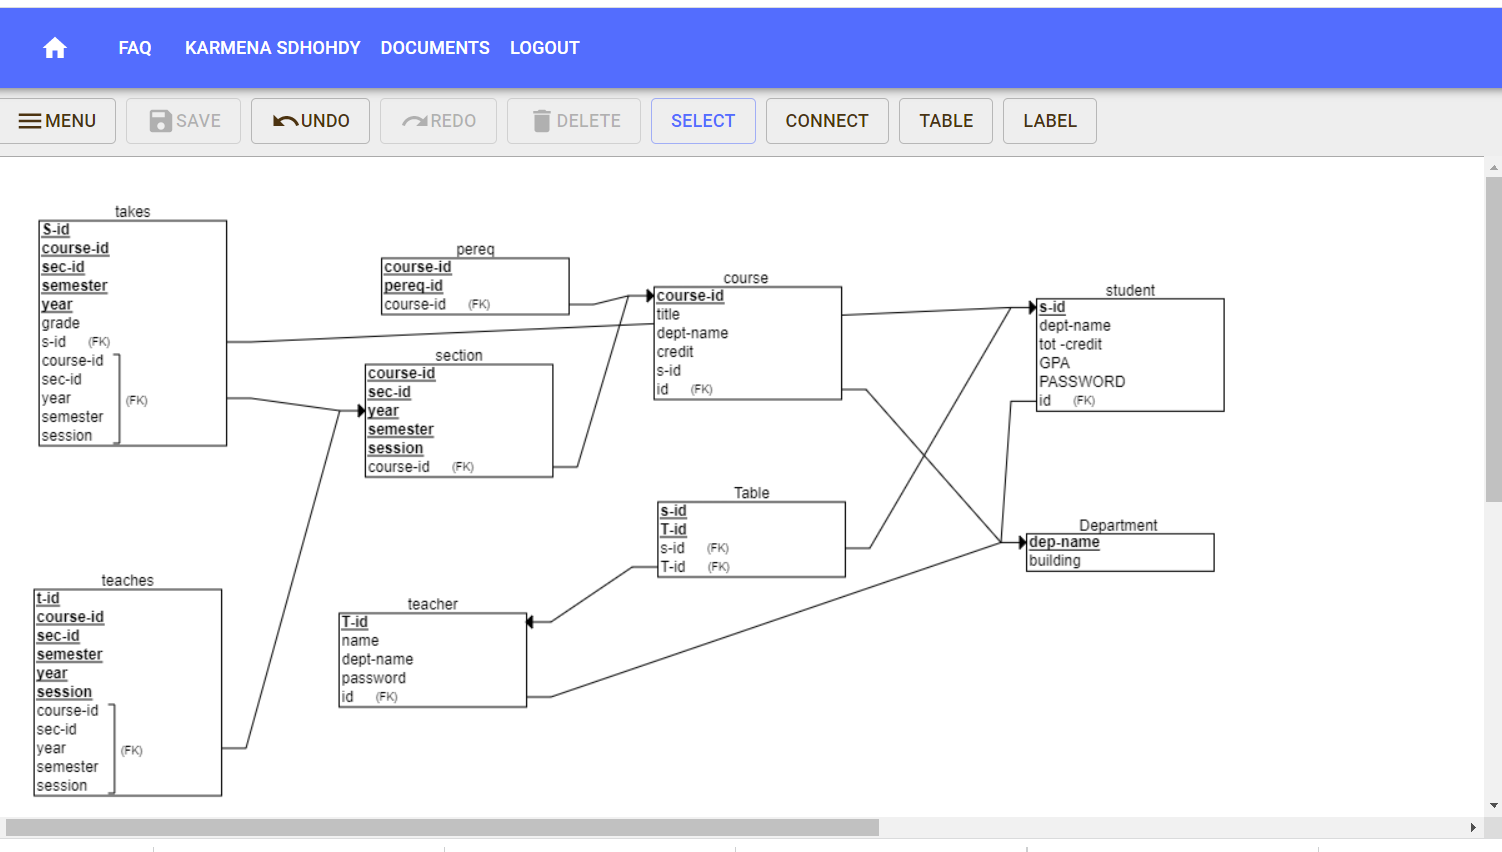 FAQ KARMENA SDHOHDY DOCUMENTS LOGOUT
MENU SAVE UNDO REDO DELETE SELECT CONNECT TABLE LABEL
takes
S-id
course-id
sec-id
semester
year
grade
s-id (FK)
course-id
sec-id
year (FK)
semester
session
pereq
course-id
pereq-id
course-id (FK)
section
course-id
sec-id
year
semester
session
course-id (FK)
course
course-id
title
dept-name
credit
s-id
id (FK)
student
s-id
dept-name
tot -credit
GPA
PASSWORD
id (FK)
Table
s-id
T-id
s-id (FK)
T-id (FK)
Department
dep-name
building
teaches
t-id
course-id
sec-id
semester
year
session
course-id
sec-id
year (FK)
semester
session
teacher
T-id
name
dept-name
password
id (FK)